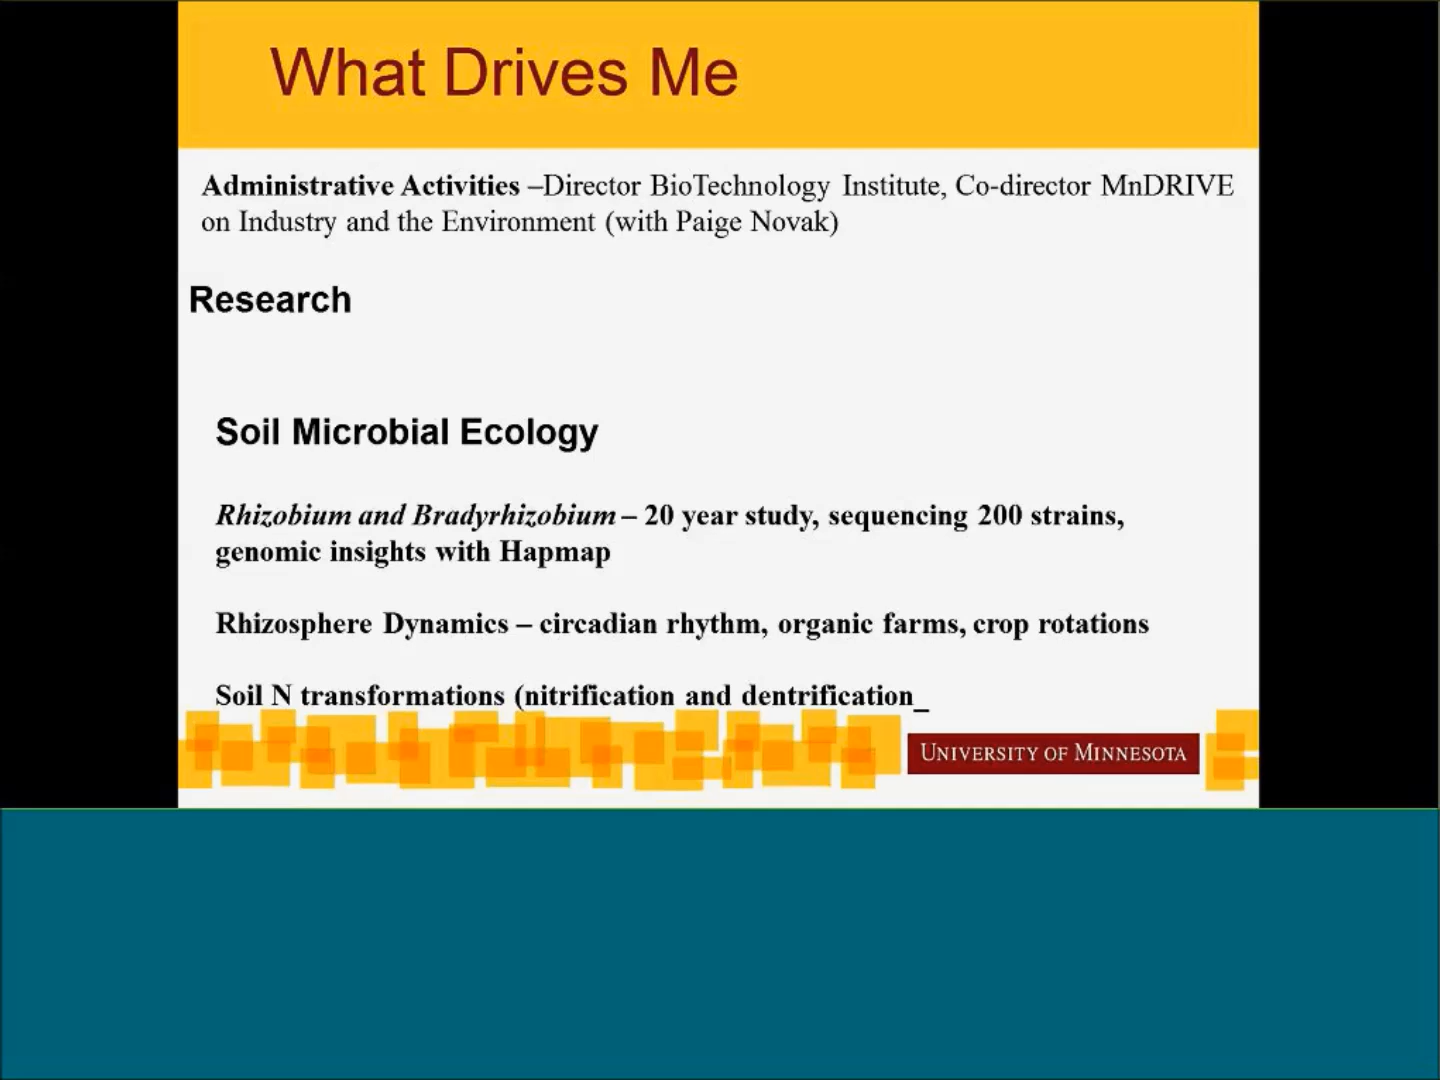 What Drives Me
Administrative Activities –Director BioTechnology Institute, Co-director MnDRIVE
on Industry and the Environment (with Paige Novak)
Research
Soil Microbial Ecology
Rhizobium and Bradyrhizobium – 20 year study, sequencing 200 strains,
genomic insights with Hapmap
Rhizosphere Dynamics – circadian rhythm, organic farms, crop rotations
Soil N transformations (nitrification and dentrification_
UNIVERSITY OF MINNESOTA